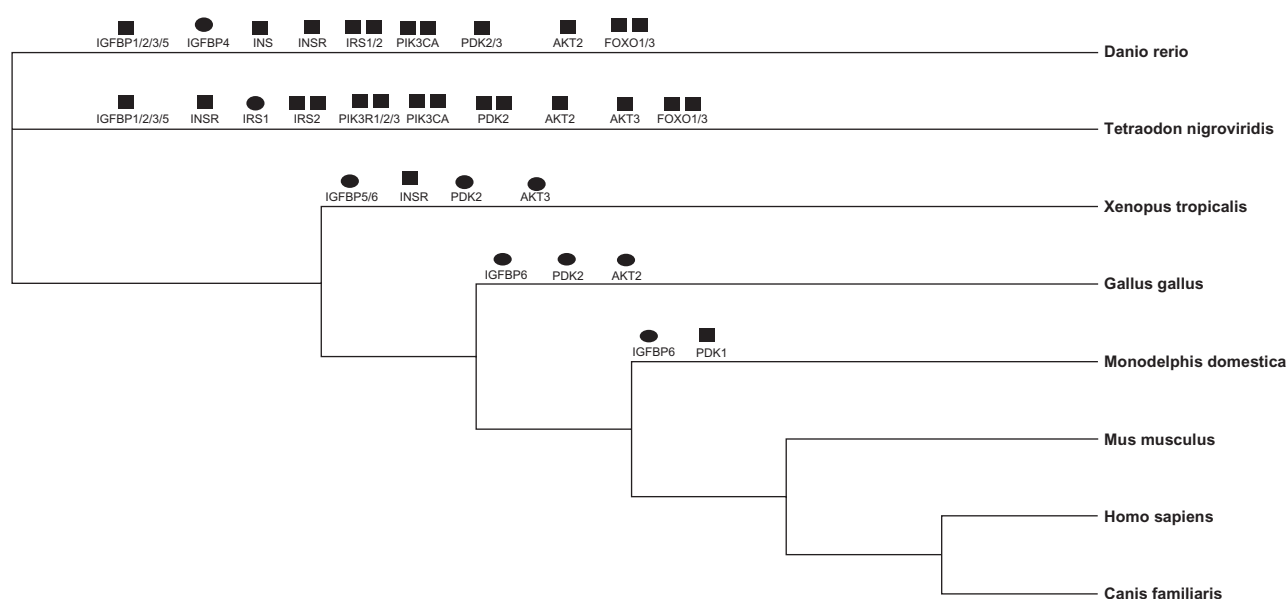 IGFBP1/2/3/5 IGFBP4 INS INSR IRS1/2 PIK3CA PDK2/3 AKT2 FOXO1/3
Danio rerio
IGFBP1/2/3/5 INSR IRS1 IRS2 PIK3R1/2/3 PIK3CA PDK2 AKT2 AKT3 FOXO1/3
Tetraodon nigroviridis
IGFBP5/6 INSR PDK2 AKT3
Xenopus tropicalis
IGFBP6 PDK2 AKT2
Gallus gallus
IGFBP6 PDK1
Monodelphis domestica
Mus musculus
Homo sapiens
Canis familiaris